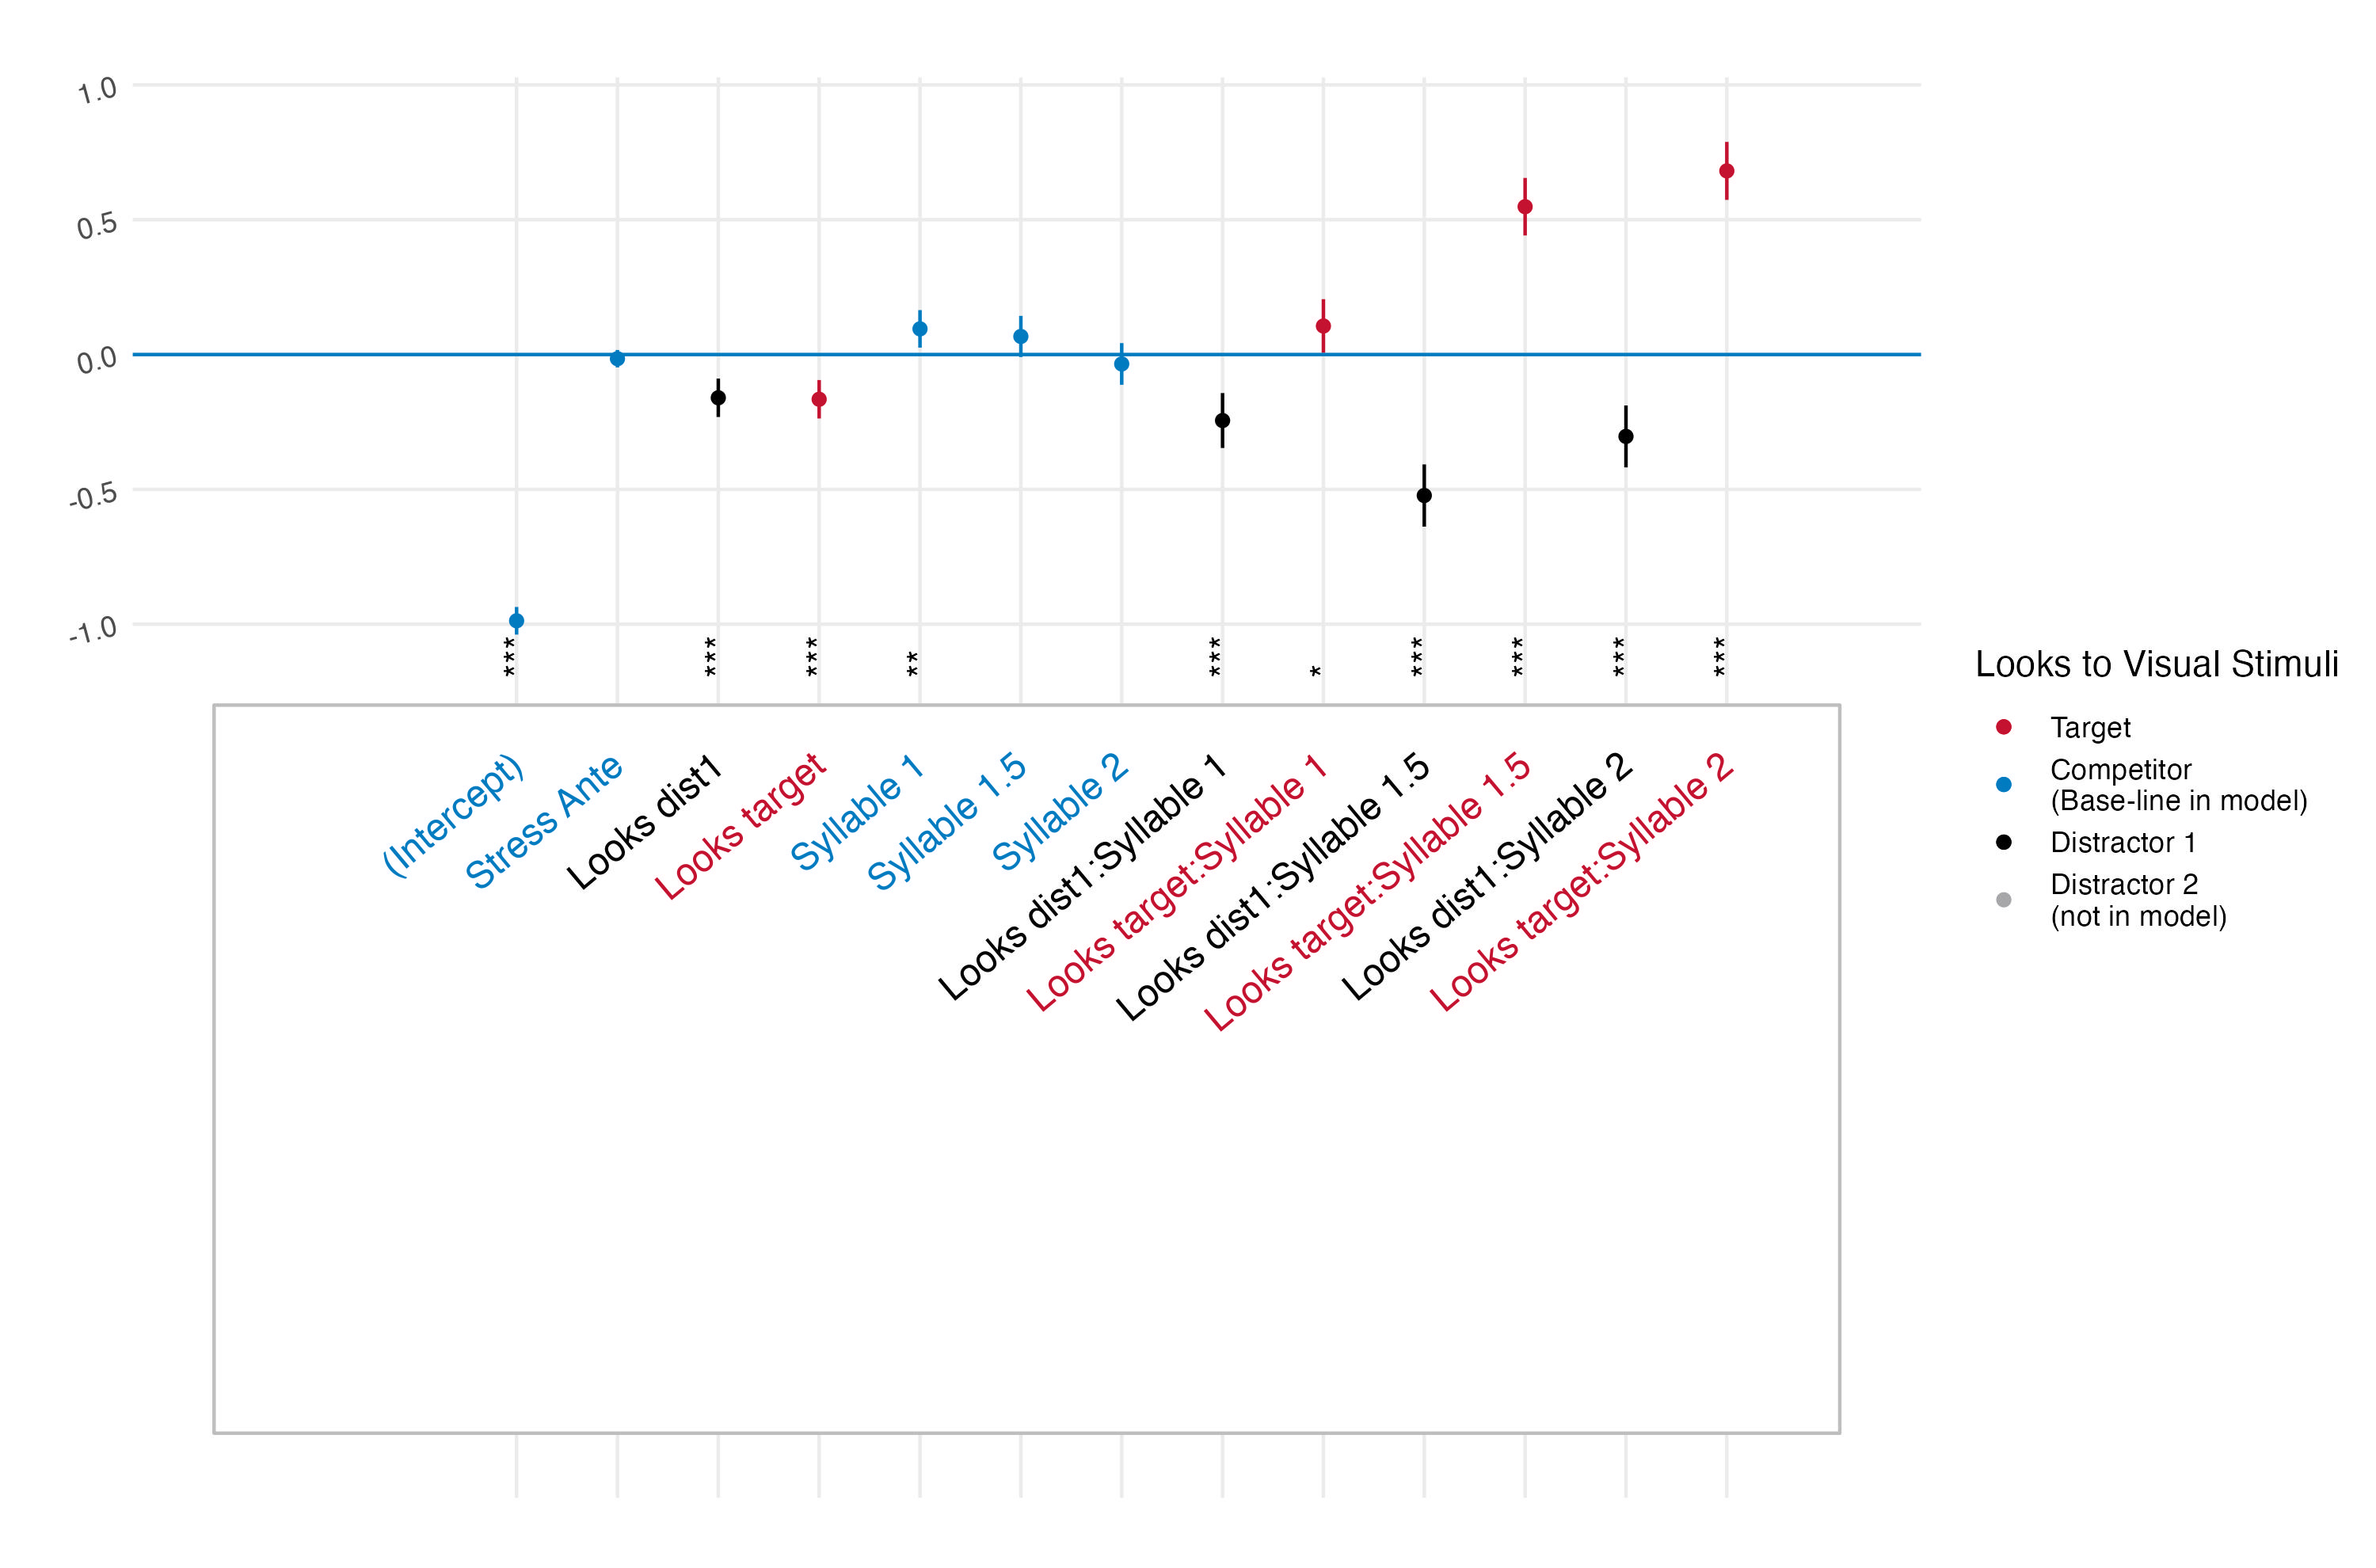 1.0
0.5
0.0
-0.5
-1.0
*** *** *** ** *** * *** *** *** ***
(Intercept)
Stress Ante
Looks dist1
Looks target
Syllable 1
Syllable 1.5
Syllable 2
Looks dist1:Syllable 1
Looks target:Syllable 1
Looks dist1:Syllable 1.5
Looks target:Syllable 1.5
Looks dist1:Syllable 2
Looks target:Syllable 2
Looks to Visual Stimuli
Target
Competitor
(Base-line in model)
Distractor 1
Distractor 2
(not in model)